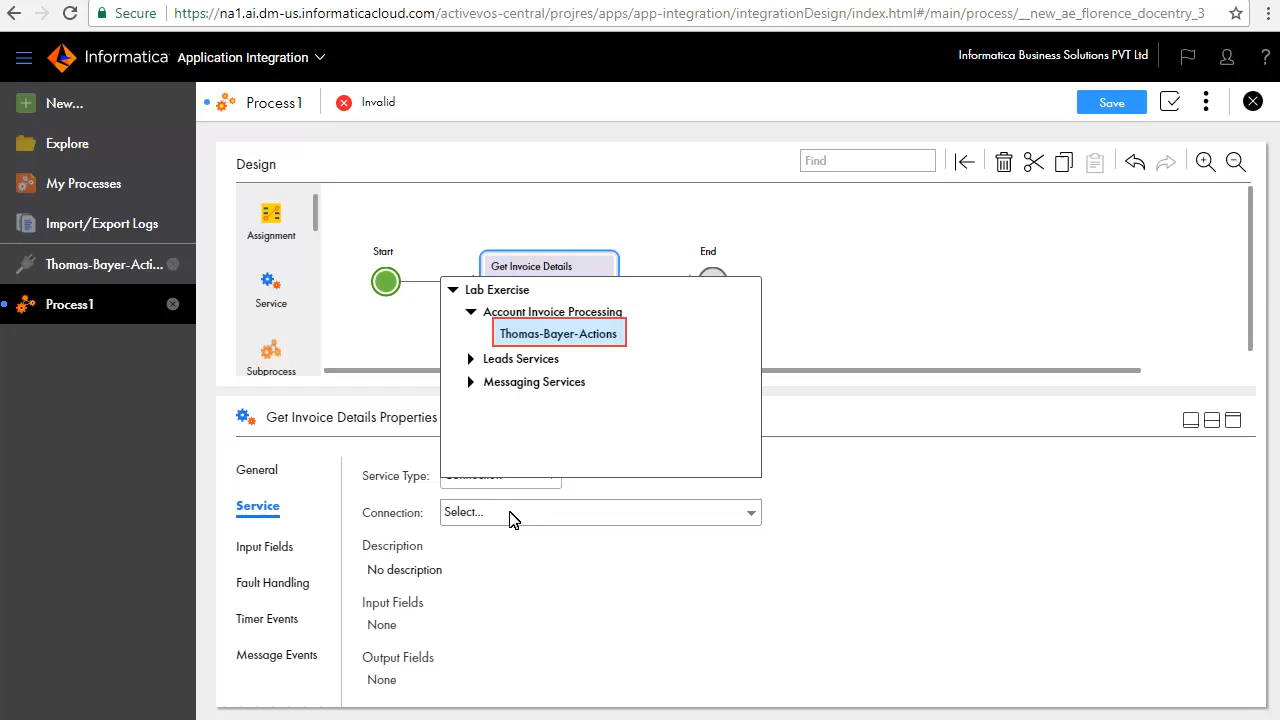 Secure https://na1.ai.dm-us.informaticacloud.com/activevos-central/projres/apps/app-integration/integrationDesign/index.html#/main/process/__new_ae_florence_docentry_3
Informatica Application Integration
Informatica Business Solutions PVT Ltd
?
New...
Explore
My Processes
Import/Export Logs
Thomas-Bayer-Acti...
Process1
Process1
Invalid
Save
Design
Find
Assignment
Service
Subprocess
Start
Get Invoice Details
End
Lab Exercise
Account Invoice Processing
Thomas-Bayer-Actions
Leads Services
Messaging Services
Get Invoice Details Properties
General
Service
Input Fields
Fault Handling
Timer Events
Message Events
Service Type:
Connection: Select...
Description
No description
Input Fields
None
Output Fields
None